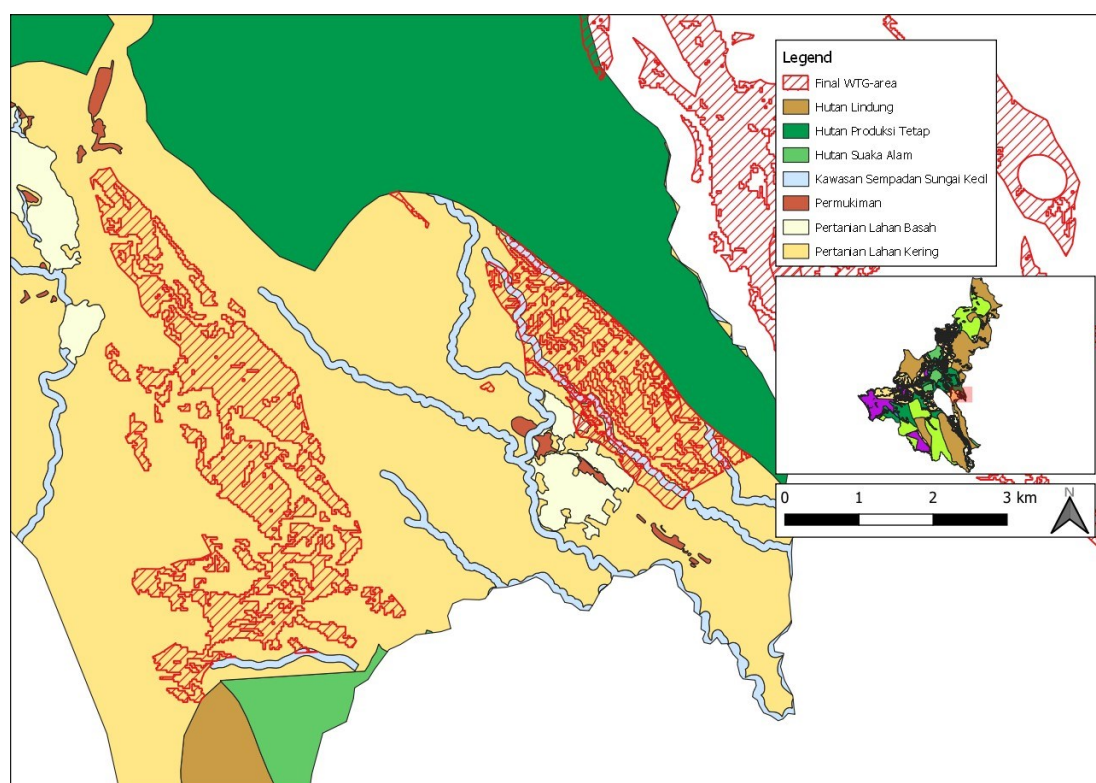 Legend
Final WTG-area
Hutan Lindung
Hutan Produksi Tetap
Hutan Suaka Alam
Kawasan Sempadan Sungai Kecil
Permukiman
Pertanian Lahan Basah
Pertanian Lahan Kering
0 1 2 3 km
N